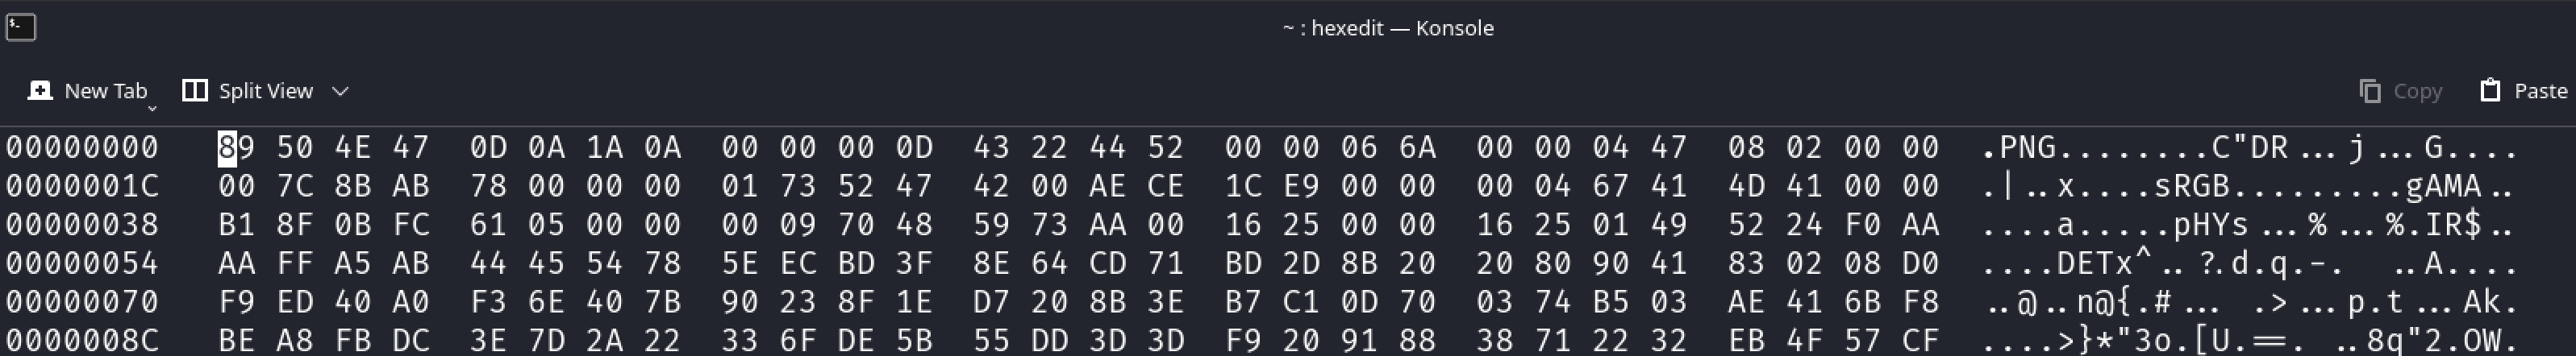 ~ : hexedit — Konsole
New Tab Split View Copy Paste
00000000 89 50 4E 47 0D 0A 1A 0A 00 00 00 0D 43 22 44 52 00 00 06 6A 00 00 04 47 08 02 00 00 .PNG........C"DR...j...G....
0000001C 00 7C 8B AB 78 00 00 00 01 73 52 47 42 00 AE CE 1C E9 00 00 00 04 67 41 4D 41 00 00 .|..x....sRGB.........gAMA..
00000038 B1 8F 0B FC 61 05 00 00 00 09 70 48 59 73 AA 00 16 25 00 00 16 25 01 49 52 24 F0 AA ....a.....pHYs...%...%.IR$..
00000054 AA FF A5 AB 44 45 54 78 5E EC BD 3F 8E 64 CD 71 BD 2D 8B 20 20 80 90 41 83 02 08 D0 ....DETx^..?.d.q.-.  ..A....
00000070 F9 ED 40 A0 F3 6E 40 7B 90 23 8F 1E D7 20 8B 3E B7 C1 0D 70 03 74 B5 03 AE 41 6B F8 ..@..n@{.#... .>...p.t...Ak.
0000008C BE A8 FB DC 3E 7D 2A 22 33 6F DE 5B 55 DD 3D 3D F9 20 91 88 38 71 22 32 EB 4F 57 CF ....>}*"3o.[U.==. ..8q"2.OW.